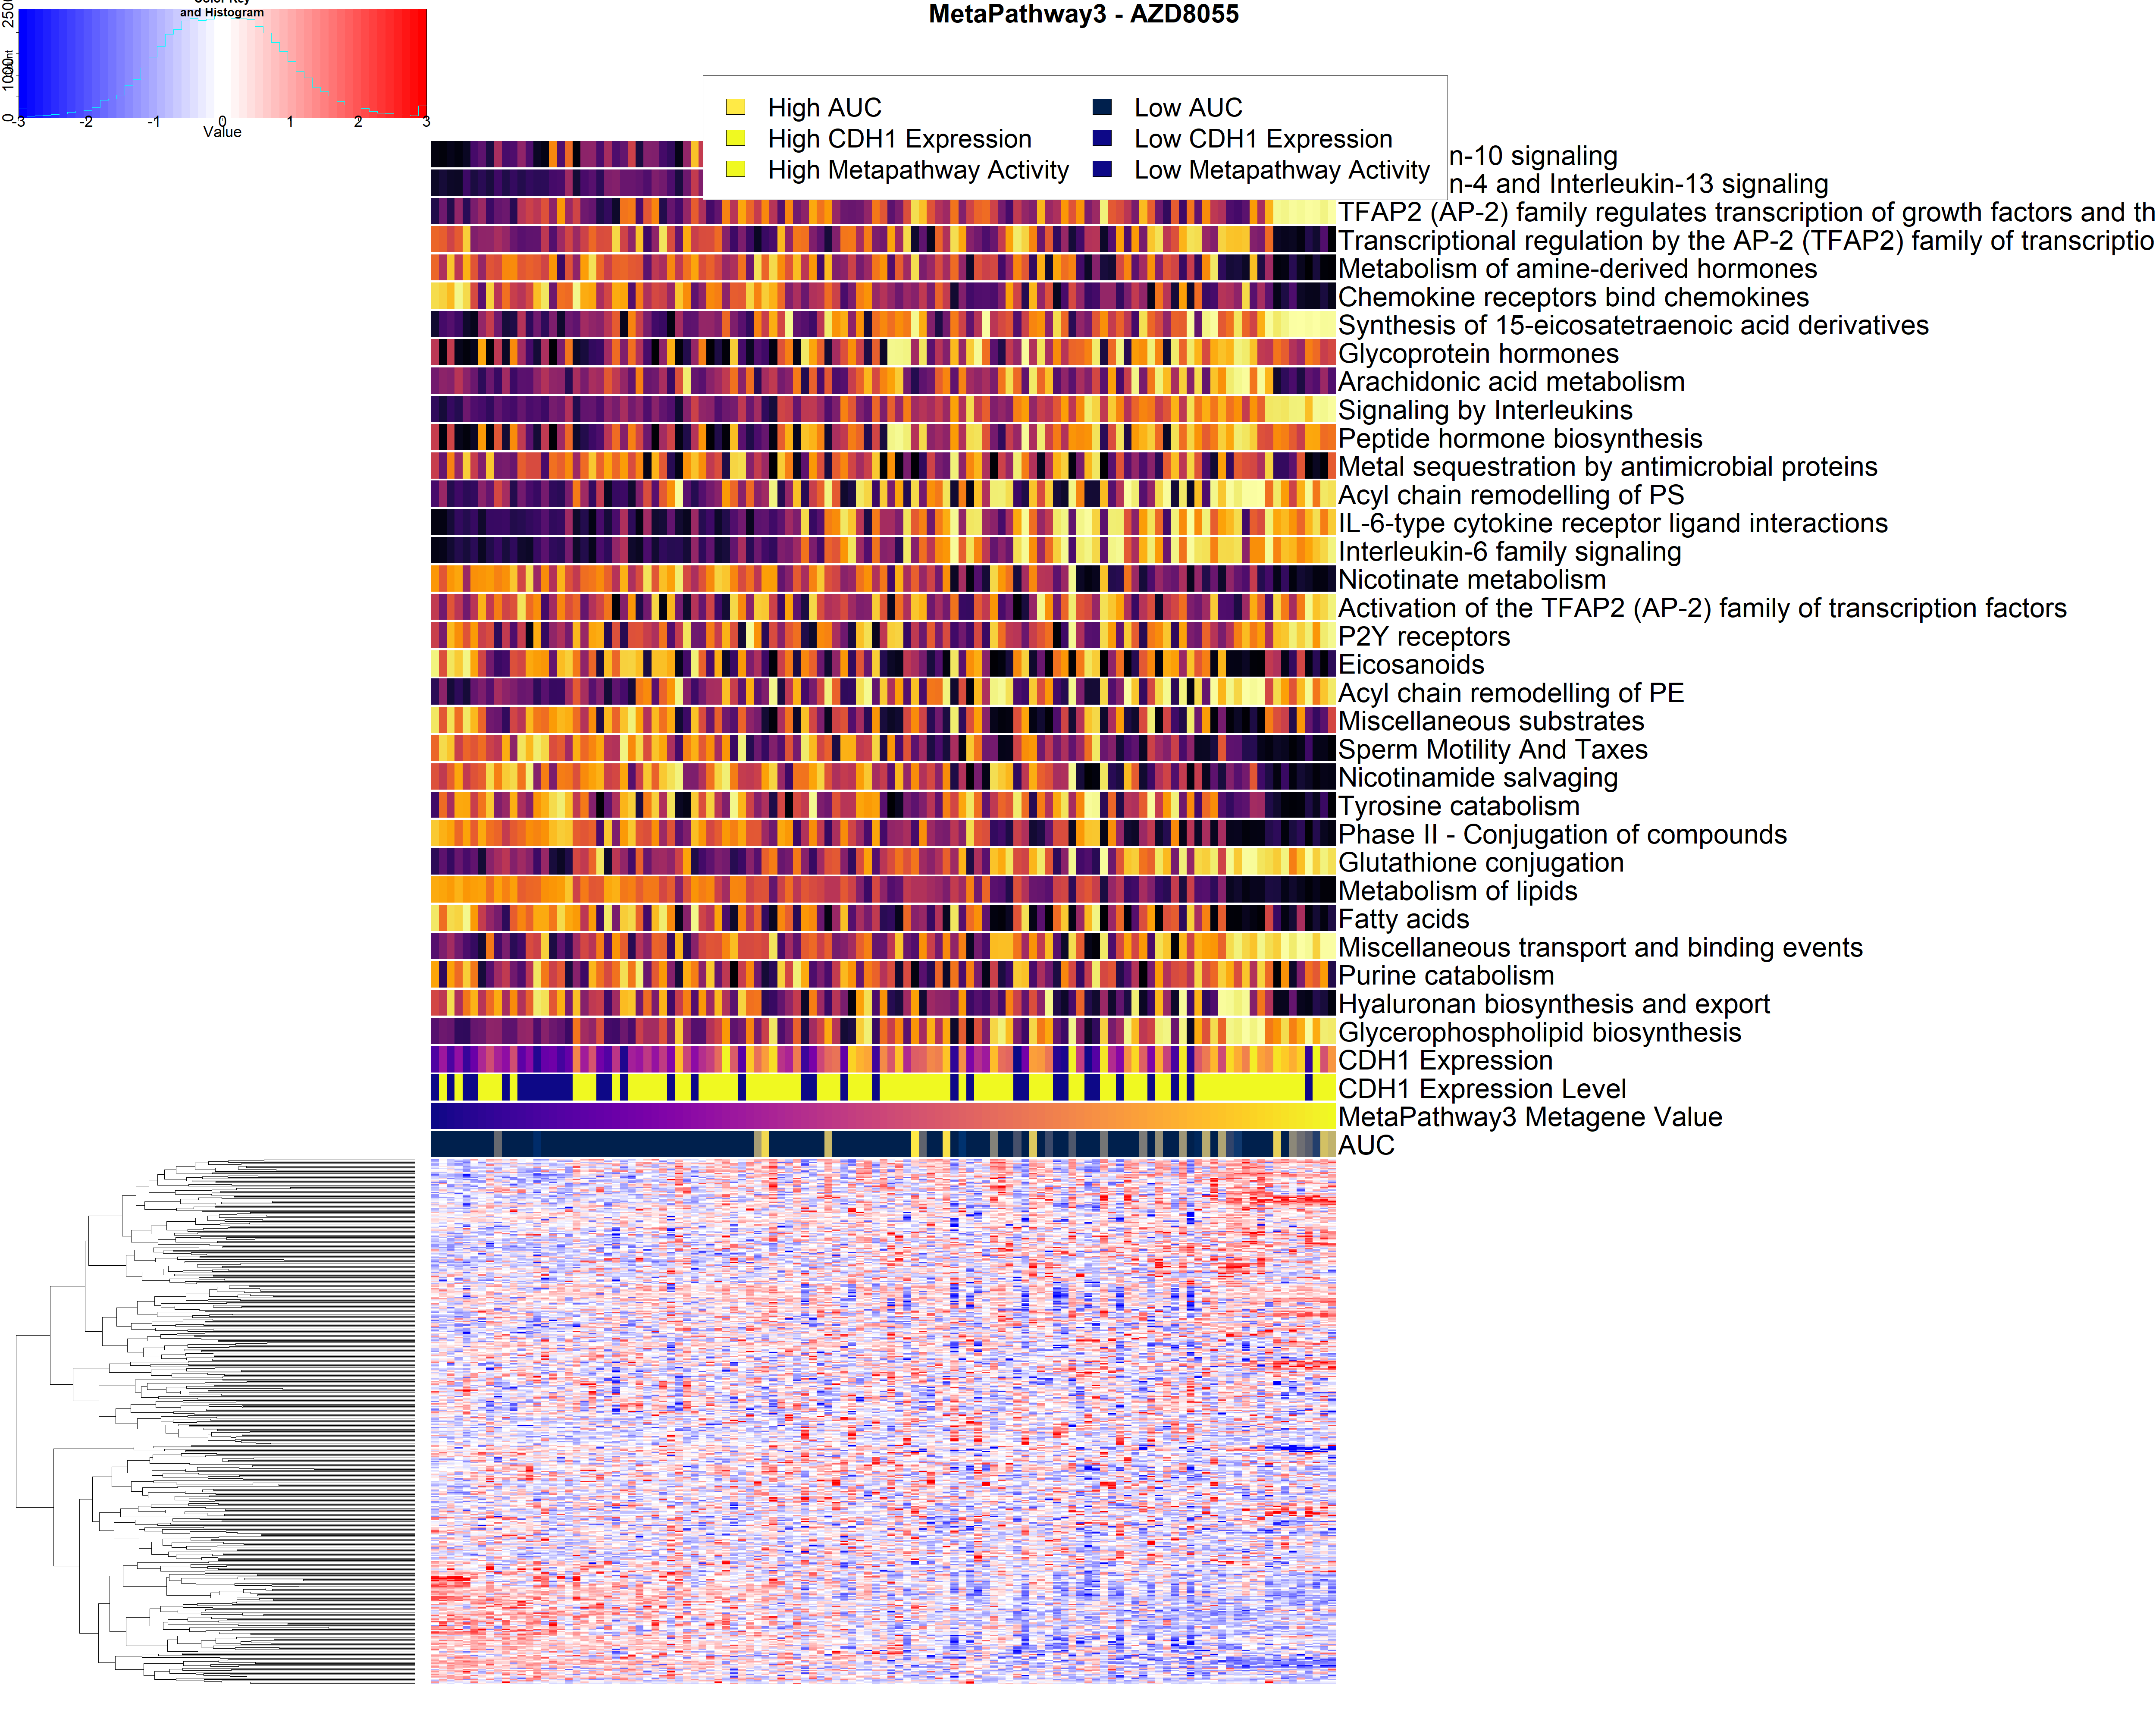 MetaPathway3 - AZD8055
and Histogram
0 1000 2500
-3 -2 -1 0 1 2 3
Value
High AUC Low AUC
High CDH1 Expression Low CDH1 Expression
High Metapathway Activity Low Metapathway Activity
n-10 signaling
n-4 and Interleukin-13 signaling
TFAP2 (AP-2) family regulates transcription of growth factors and th
Transcriptional regulation by the AP-2 (TFAP2) family of transcriptio
Metabolism of amine-derived hormones
Chemokine receptors bind chemokines
Synthesis of 15-eicosatetraenoic acid derivatives
Glycoprotein hormones
Arachidonic acid metabolism
Signaling by Interleukins
Peptide hormone biosynthesis
Metal sequestration by antimicrobial proteins
Acyl chain remodelling of PS
IL-6-type cytokine receptor ligand interactions
Interleukin-6 family signaling
Nicotinate metabolism
Activation of the TFAP2 (AP-2) family of transcription factors
P2Y receptors
Eicosanoids
Acyl chain remodelling of PE
Miscellaneous substrates
Sperm Motility And Taxes
Nicotinamide salvaging
Tyrosine catabolism
Phase II - Conjugation of compounds
Glutathione conjugation
Metabolism of lipids
Fatty acids
Miscellaneous transport and binding events
Purine catabolism
Hyaluronan biosynthesis and export
Glycerophospholipid biosynthesis
CDH1 Expression
CDH1 Expression Level
MetaPathway3 Metagene Value
AUC